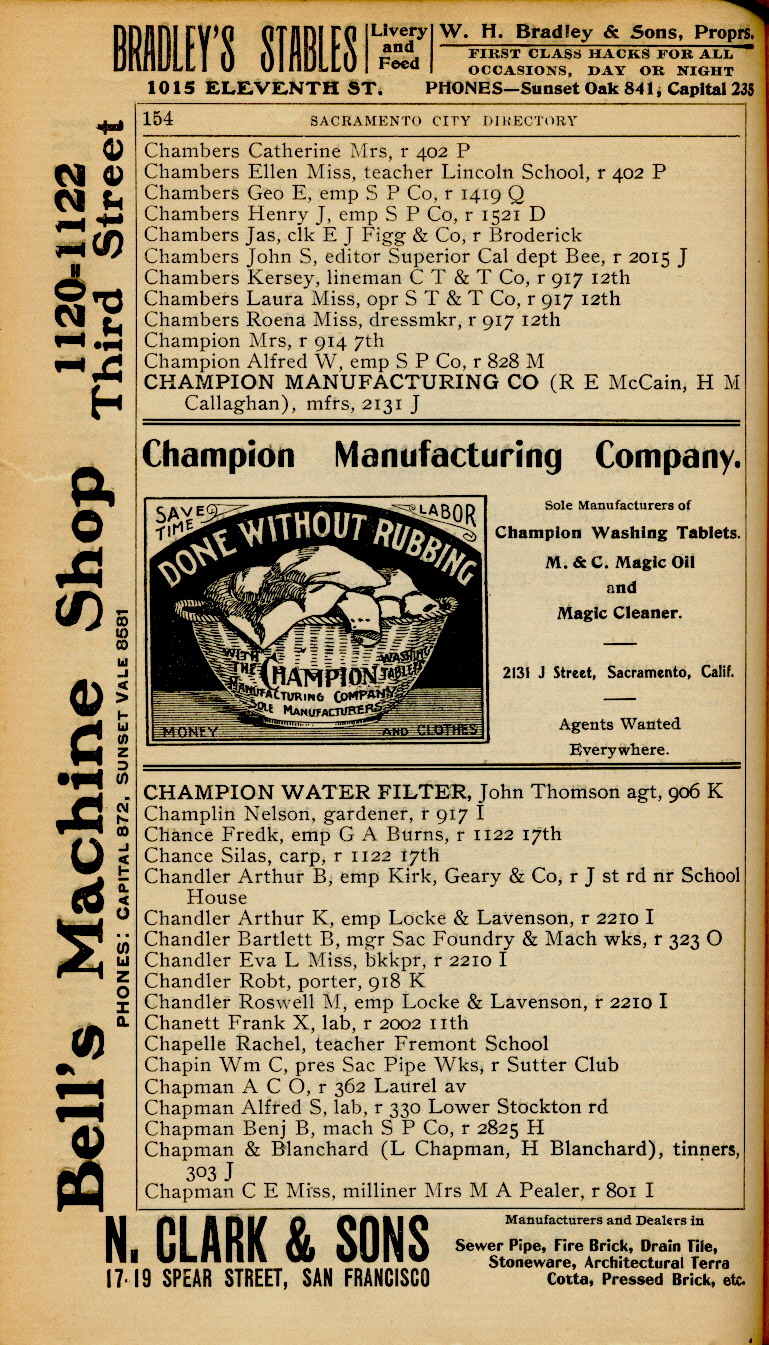 BRADLEY'S STABLES
Livery
and
Feed
W. H. Bradley & Sons, Proprs.
FIRST CLASS HACKS FOR ALL
OCCASIONS, DAY OR NIGHT
1015 ELEVENTH ST. PHONES—Sunset Oak 841, Capital 235
154 SACRAMENTO CITY DIRECTORY
Chambers Catherine Mrs, r 402 P
Chambers Ellen Miss, teacher Lincoln School, r 402 P
Chambers Geo E, emp S P Co, r 1419 Q
Chambers Henry J, emp S P Co, r 1521 D
Chambers Jas, clk E J Figg & Co, r Broderick
Chambers John S, editor Superior Cal dept Bee, r 2015 J
Chambers Kersey, lineman C T & T Co, r 917 12th
Chambers Laura Miss, opr S T & T Co, r 917 12th
Chambers Roena Miss, dressmkr, r 917 12th
Champion Mrs, r 914 7th
Champion Alfred W, emp S P Co, r 828 M
CHAMPION MANUFACTURING CO (R E McCain, H M
Callaghan), mfrs, 2131 J
Champion Manufacturing Company.
SAVE
TIME
LABOR
DONE WITHOUT RUBBING
WITH
THE
CHAMPION
WASHING
TABLETS
MANUFACTURING COMPANY
SOLE MANUFACTURERS
MONEY
AND CLOTHES
Sole Manufacturers of
Champion Washing Tablets.
M. & C. Magic Oil
and
Magic Cleaner.
2131 J Street, Sacramento, Calif.
Agents Wanted
Everywhere.
CHAMPION WATER FILTER, John Thomson agt, 906 K
Champlin Nelson, gardener, r 917 I
Chance Fredk, emp G A Burns, r 1122 17th
Chance Silas, carp, r 1122 17th
Chandler Arthur B, emp Kirk, Geary & Co, r J st rd nr School
House
Chandler Arthur K, emp Locke & Lavenson, r 2210 I
Chandler Bartlett B, mgr Sac Foundry & Mach wks, r 323 O
Chandler Eva L Miss, bkkpr, r 2210 I
Chandler Robt, porter, 918 K
Chandler Roswell M, emp Locke & Lavenson, r 2210 I
Chanett Frank X, lab, r 2002 11th
Chapelle Rachel, teacher Fremont School
Chapin Wm C, pres Sac Pipe Wks, r Sutter Club
Chapman A C O, r 362 Laurel av
Chapman Alfred S, lab, r 330 Lower Stockton rd
Chapman Benj B, mach S P Co, r 2825 H
Chapman & Blanchard (L Chapman, H Blanchard), tinners,
303 J
Chapman C E Miss, milliner Mrs M A Pealer, r 801 I
Bell's Machine Shop
1120-1122
Third Street
PHONES: CAPITAL 872, SUNSET VALE 8581
N. CLARK & SONS
17-19 SPEAR STREET, SAN FRANCISCO
Manufacturers and Dealers in
Sewer Pipe, Fire Brick, Drain Tile,
Stoneware, Architectural Terra
Cotta, Pressed Brick, etc.